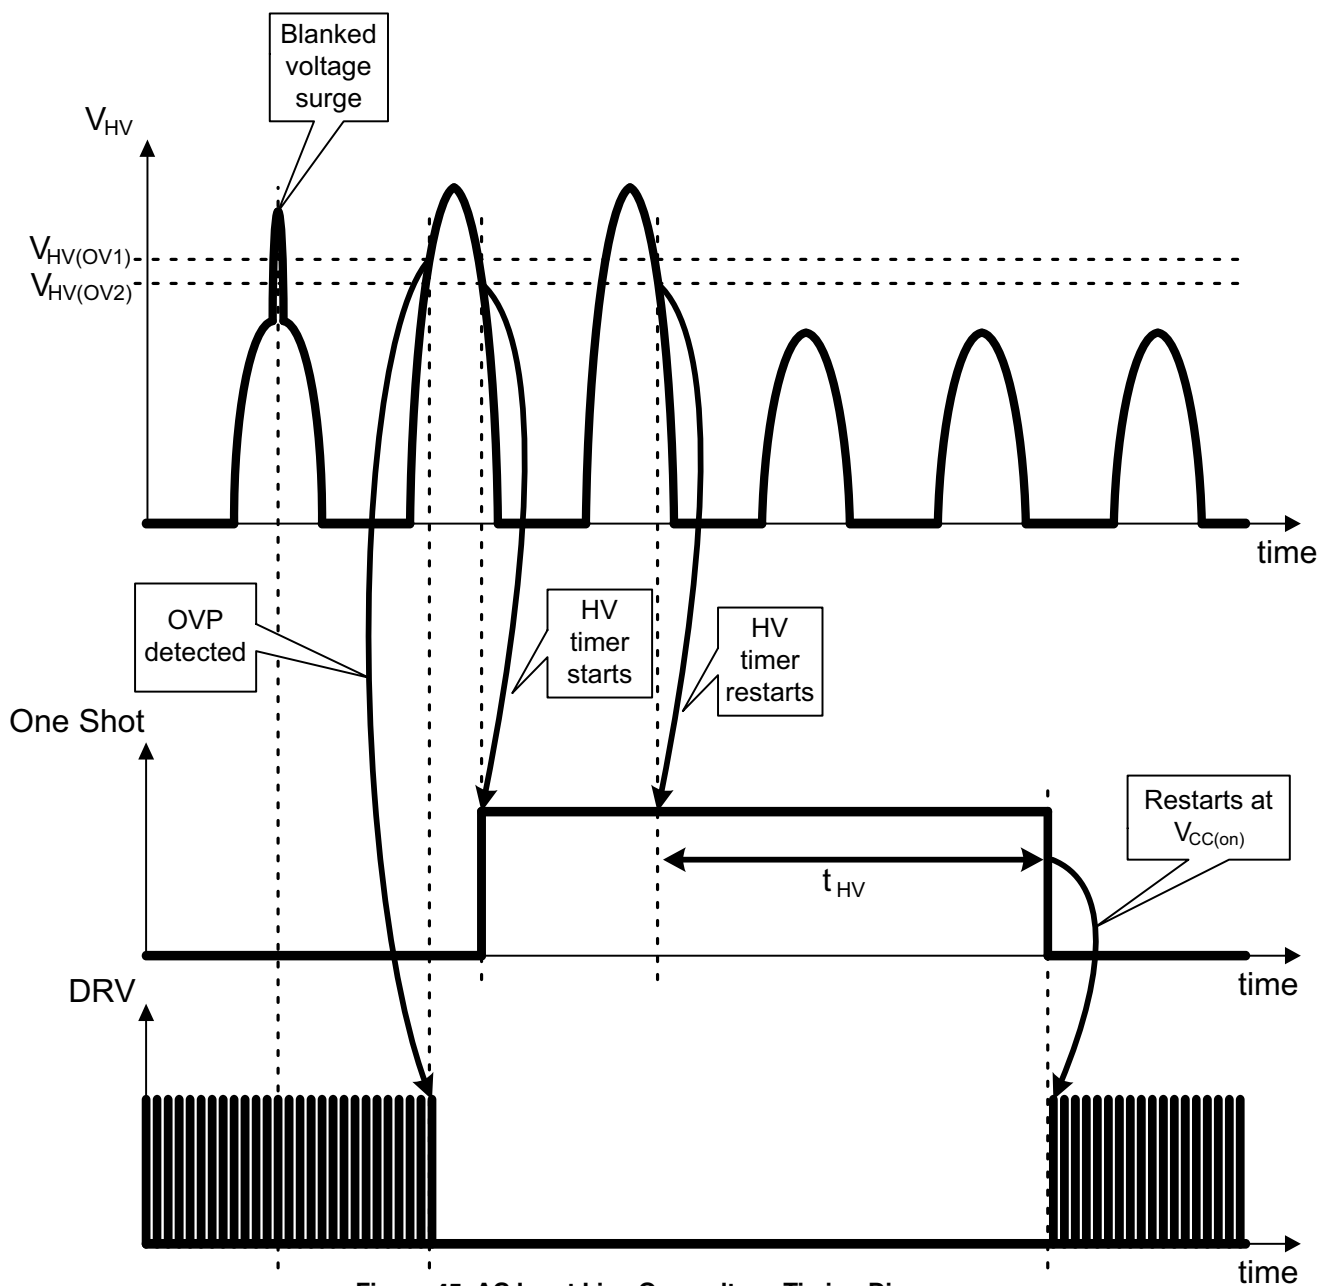 Blanked
voltage
surge
VHV
VHV(OV1)
VHV(OV2)
time
OVP
detected
HV
timer
starts
HV
timer
restarts
One Shot
Restarts at
VCC(on)
tHV
time
DRV
time